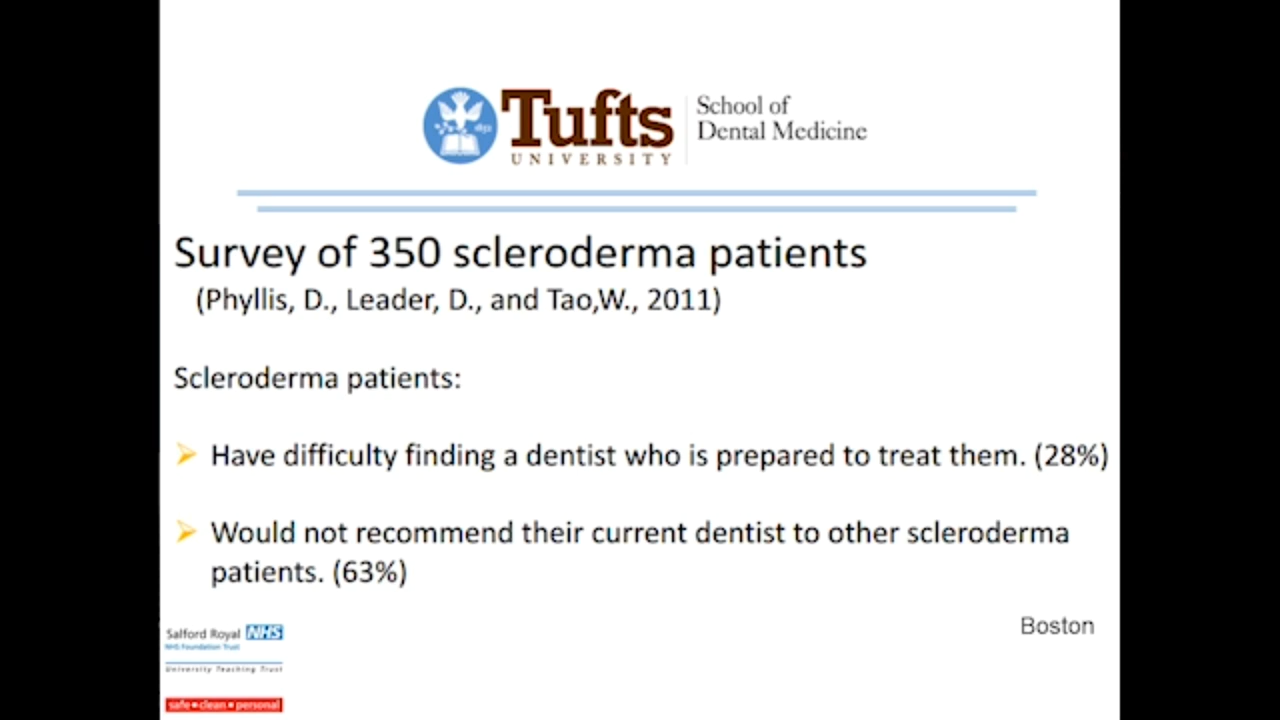 1852
Tufts
UNIVERSITY
School of
Dental Medicine
Survey of 350 scleroderma patients
(Phyllis, D., Leader, D., and Tao,W., 2011)
Scleroderma patients:
Have difficulty finding a dentist who is prepared to treat them. (28%)
Would not recommend their current dentist to other scleroderma
patients. (63%)
Boston
Salford Royal NHS
NHS Foundation Trust
University Teaching Trust
safe • clean • personal